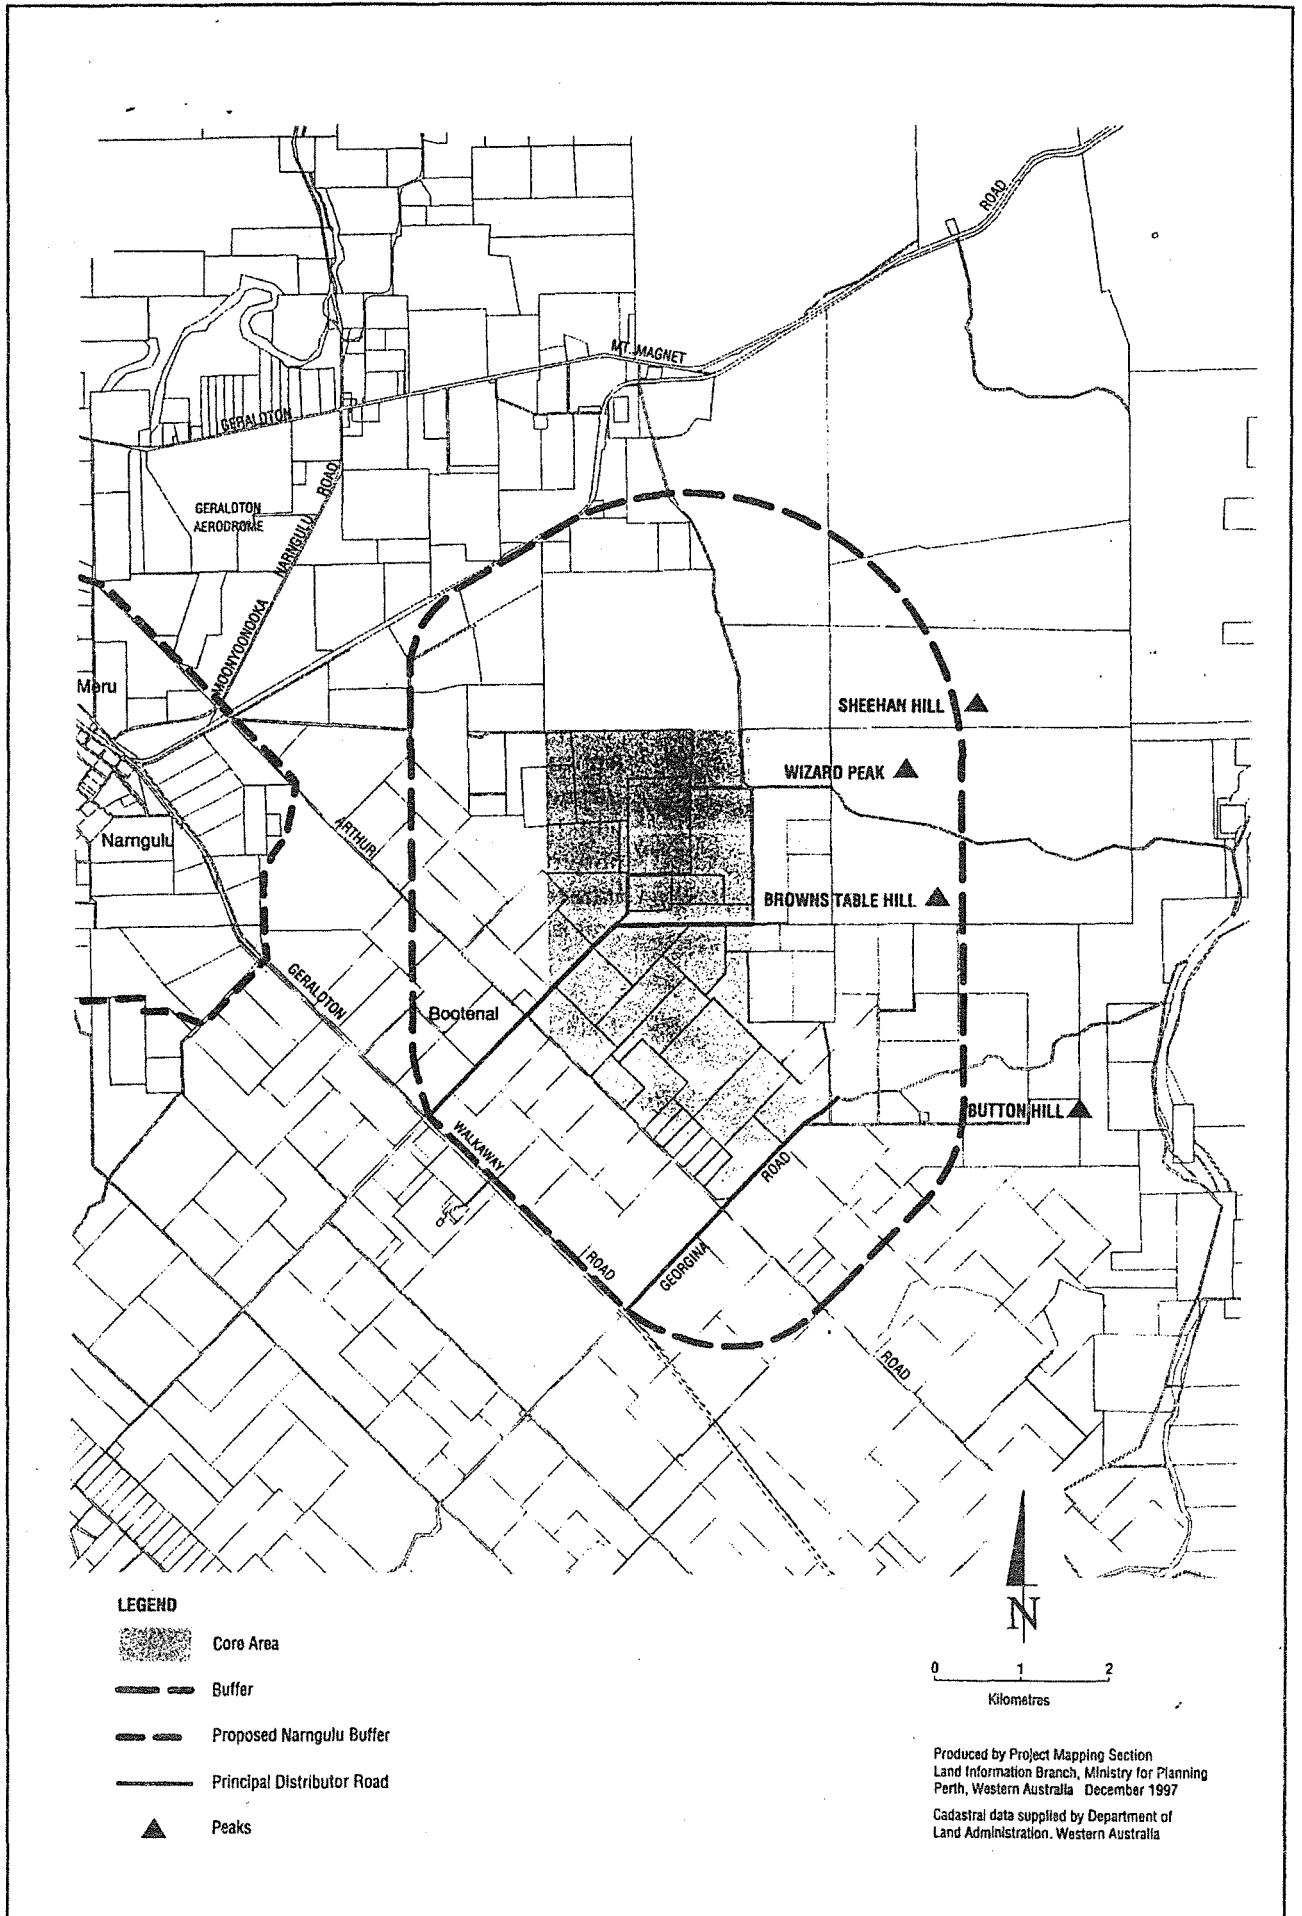 ROAD
MT. MAGNET
GERALDTON
ROAD
GERALDTON
AERODROME
NARNGULU
MOONYOONOOKA
Meru
SHEEHAN HILL
WIZARD PEAK
ARTHUR
Narngulu
BROWNS TABLE HILL
GERALDTON
Bootenal
BUTTON HILL
WALKAWAY
ROAD
ROAD
GEORGINA
ROAD
N
LEGEND
Core Area
Buffer
Proposed Narngulu Buffer
Principal Distributor Road
Peaks
0 1 2
Kilometres
Produced by Project Mapping Section
Land Information Branch, Ministry for Planning
Perth, Western Australia December 1997
Cadastral data supplied by Department of
Land Administration. Western Australia